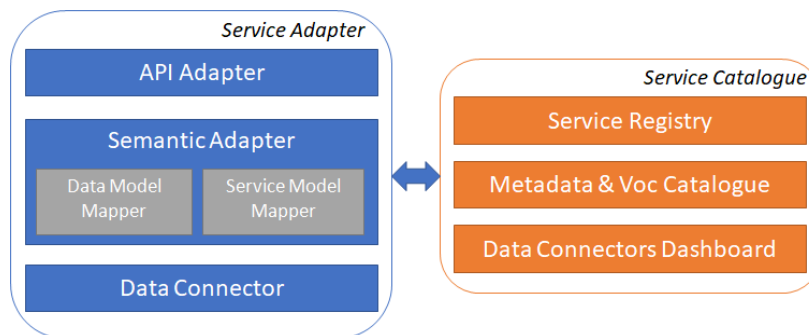 Service Adapter
API Adapter
Semantic Adapter
Data Model
Mapper
Service Model
Mapper
Data Connector
Service Catalogue
Service Registry
Metadata & Voc Catalogue
Data Connectors Dashboard